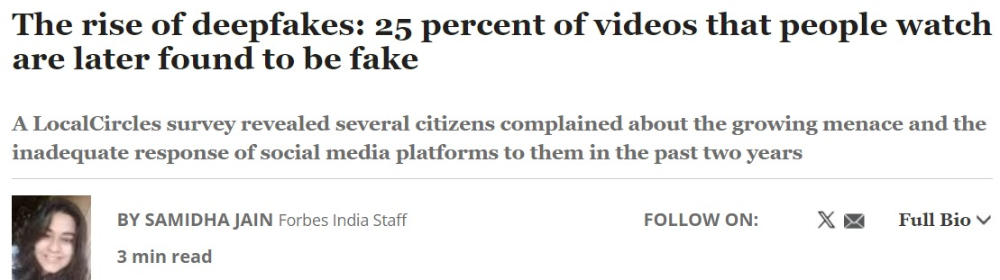 The rise of deepfakes: 25 percent of videos that people watch
are later found to be fake
A LocalCircles survey revealed several citizens complained about the growing menace and the
inadequate response of social media platforms to them in the past two years
BY SAMIDHA JAIN Forbes India Staff
FOLLOW ON:
Full Bio
3 min read